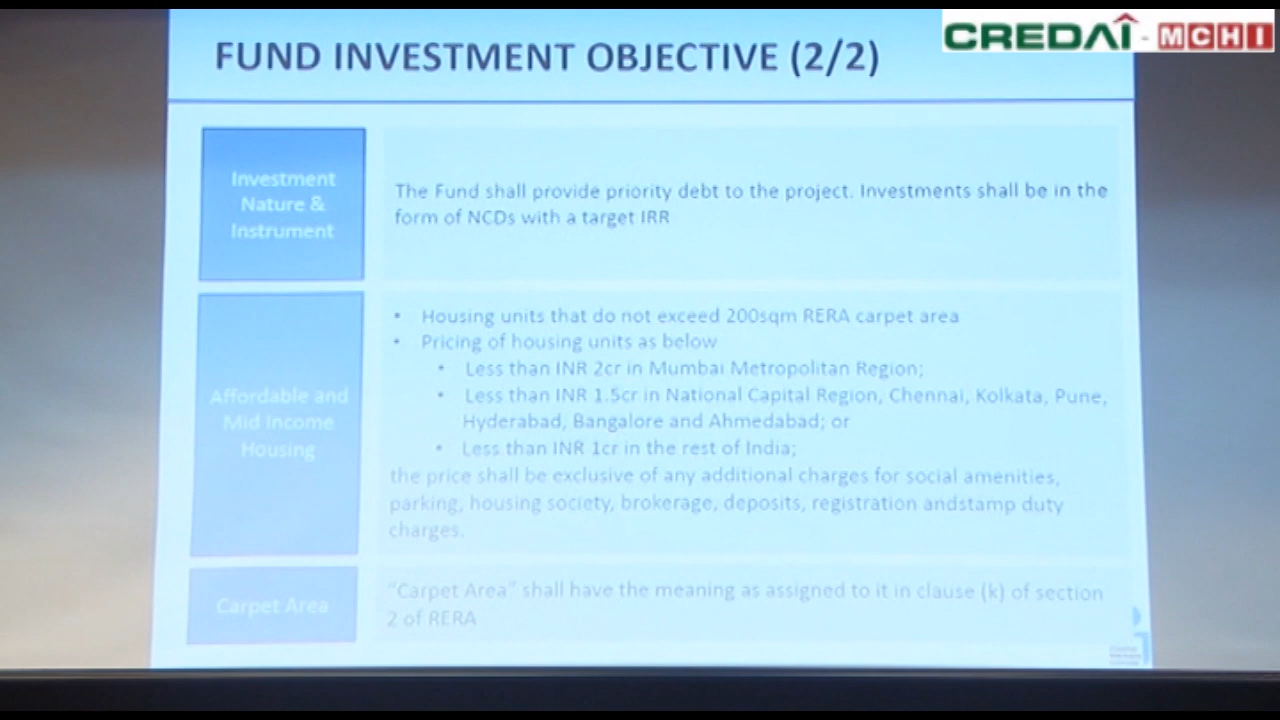 CREDAI - MCHI
FUND INVESTMENT OBJECTIVE (2/2)
Investment
Nature &
Instrument
The Fund shall provide priority debt to the project. Investments shall be in the
form of NCDs with a target IRR
Affordable and
Mid Income
Housing
• Housing units that do not exceed 200sqm RERA carpet area
• Pricing of housing units as below
• Less than INR 2cr in Mumbai Metropolitan Region;
• Less than INR 1.5cr in National Capital Region, Chennai, Kolkata, Pune,
Hyderabad, Bangalore and Ahmedabad; or
• Less than INR 1cr in the rest of India;
the price shall be exclusive of any additional charges for social amenities,
parking, housing society, brokerage, deposits, registration andstamp duty
charges.
Carpet Area
"Carpet Area" shall have the meaning as assigned to it in clause (k) of section
2 of RERA